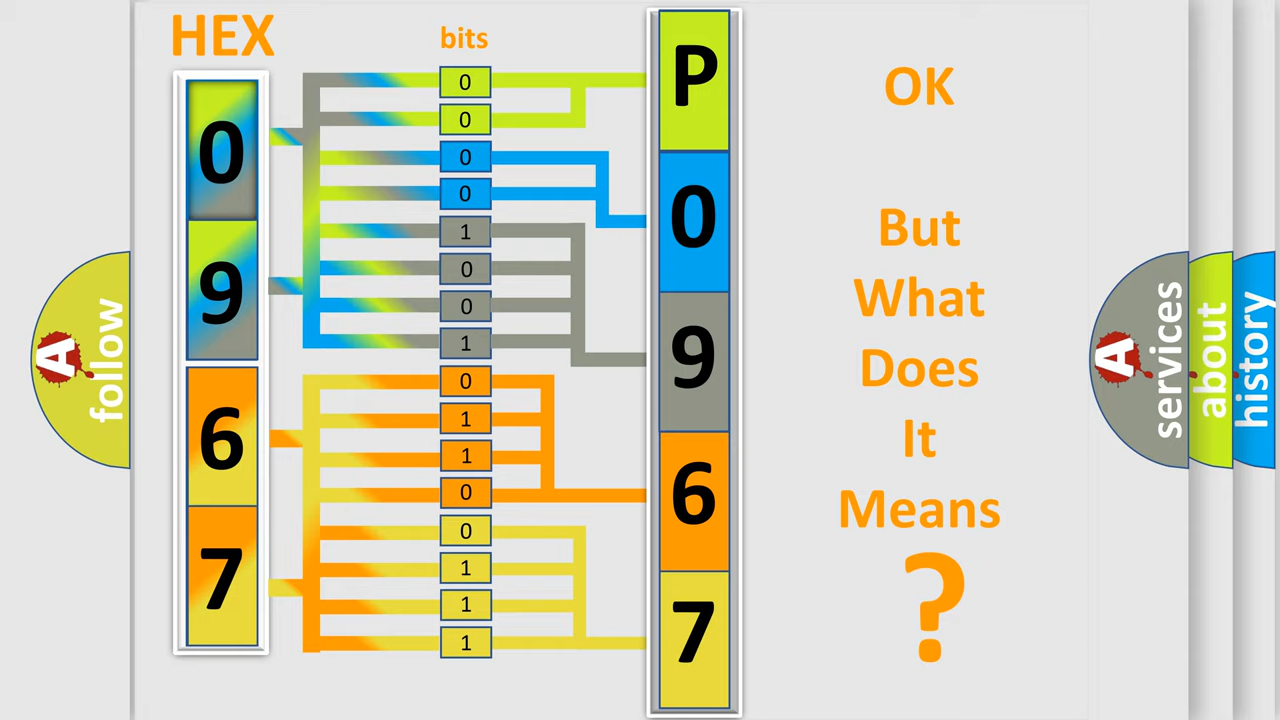 HEX
bits
0
9
6
7
0
0
0
0
1
0
0
1
0
1
1
0
0
1
1
1
P
0
9
6
7
OK
But
What
Does
It
Means
?
A
follow
A
services
about
history